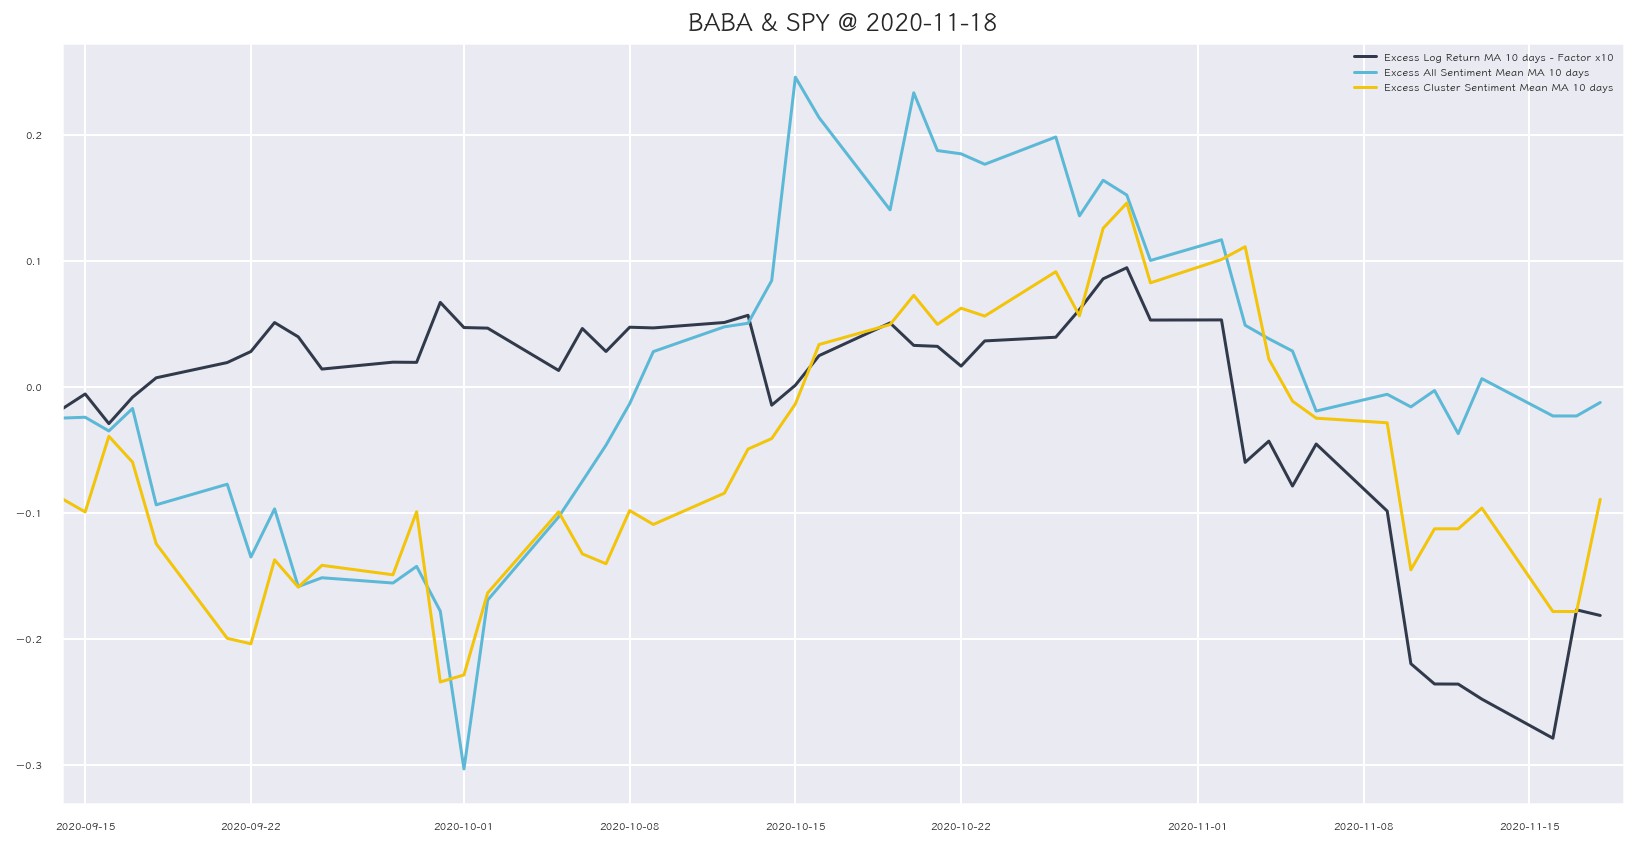 BABA & SPY @ 2020-11-18
Excess Log Return MA 10 days - Factor x10
Excess All Sentiment Mean MA 10 days
Excess Cluster Sentiment Mean MA 10 days
0.2
0.1
0.0
−0.1
−0.2
−0.3
2020-09-15 2020-09-22 2020-10-01 2020-10-08 2020-10-15 2020-10-22 2020-11-01 2020-11-08 2020-11-15